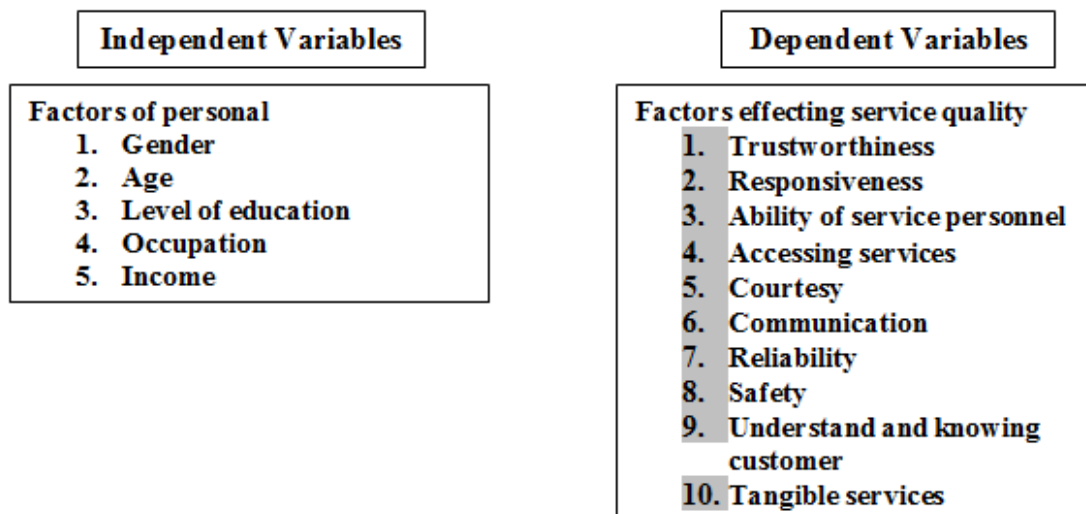 Independent Variables
Factors of personal
1. Gender
2. Age
3. Level of education
4. Occupation
5. Income
Dependent Variables
Factors effecting service quality
1. Trustworthiness
2. Responsiveness
3. Ability of service personnel
4. Accessing services
5. Courtesy
6. Communication
7. Reliability
8. Safety
9. Understand and knowing
customer
10. Tangible services